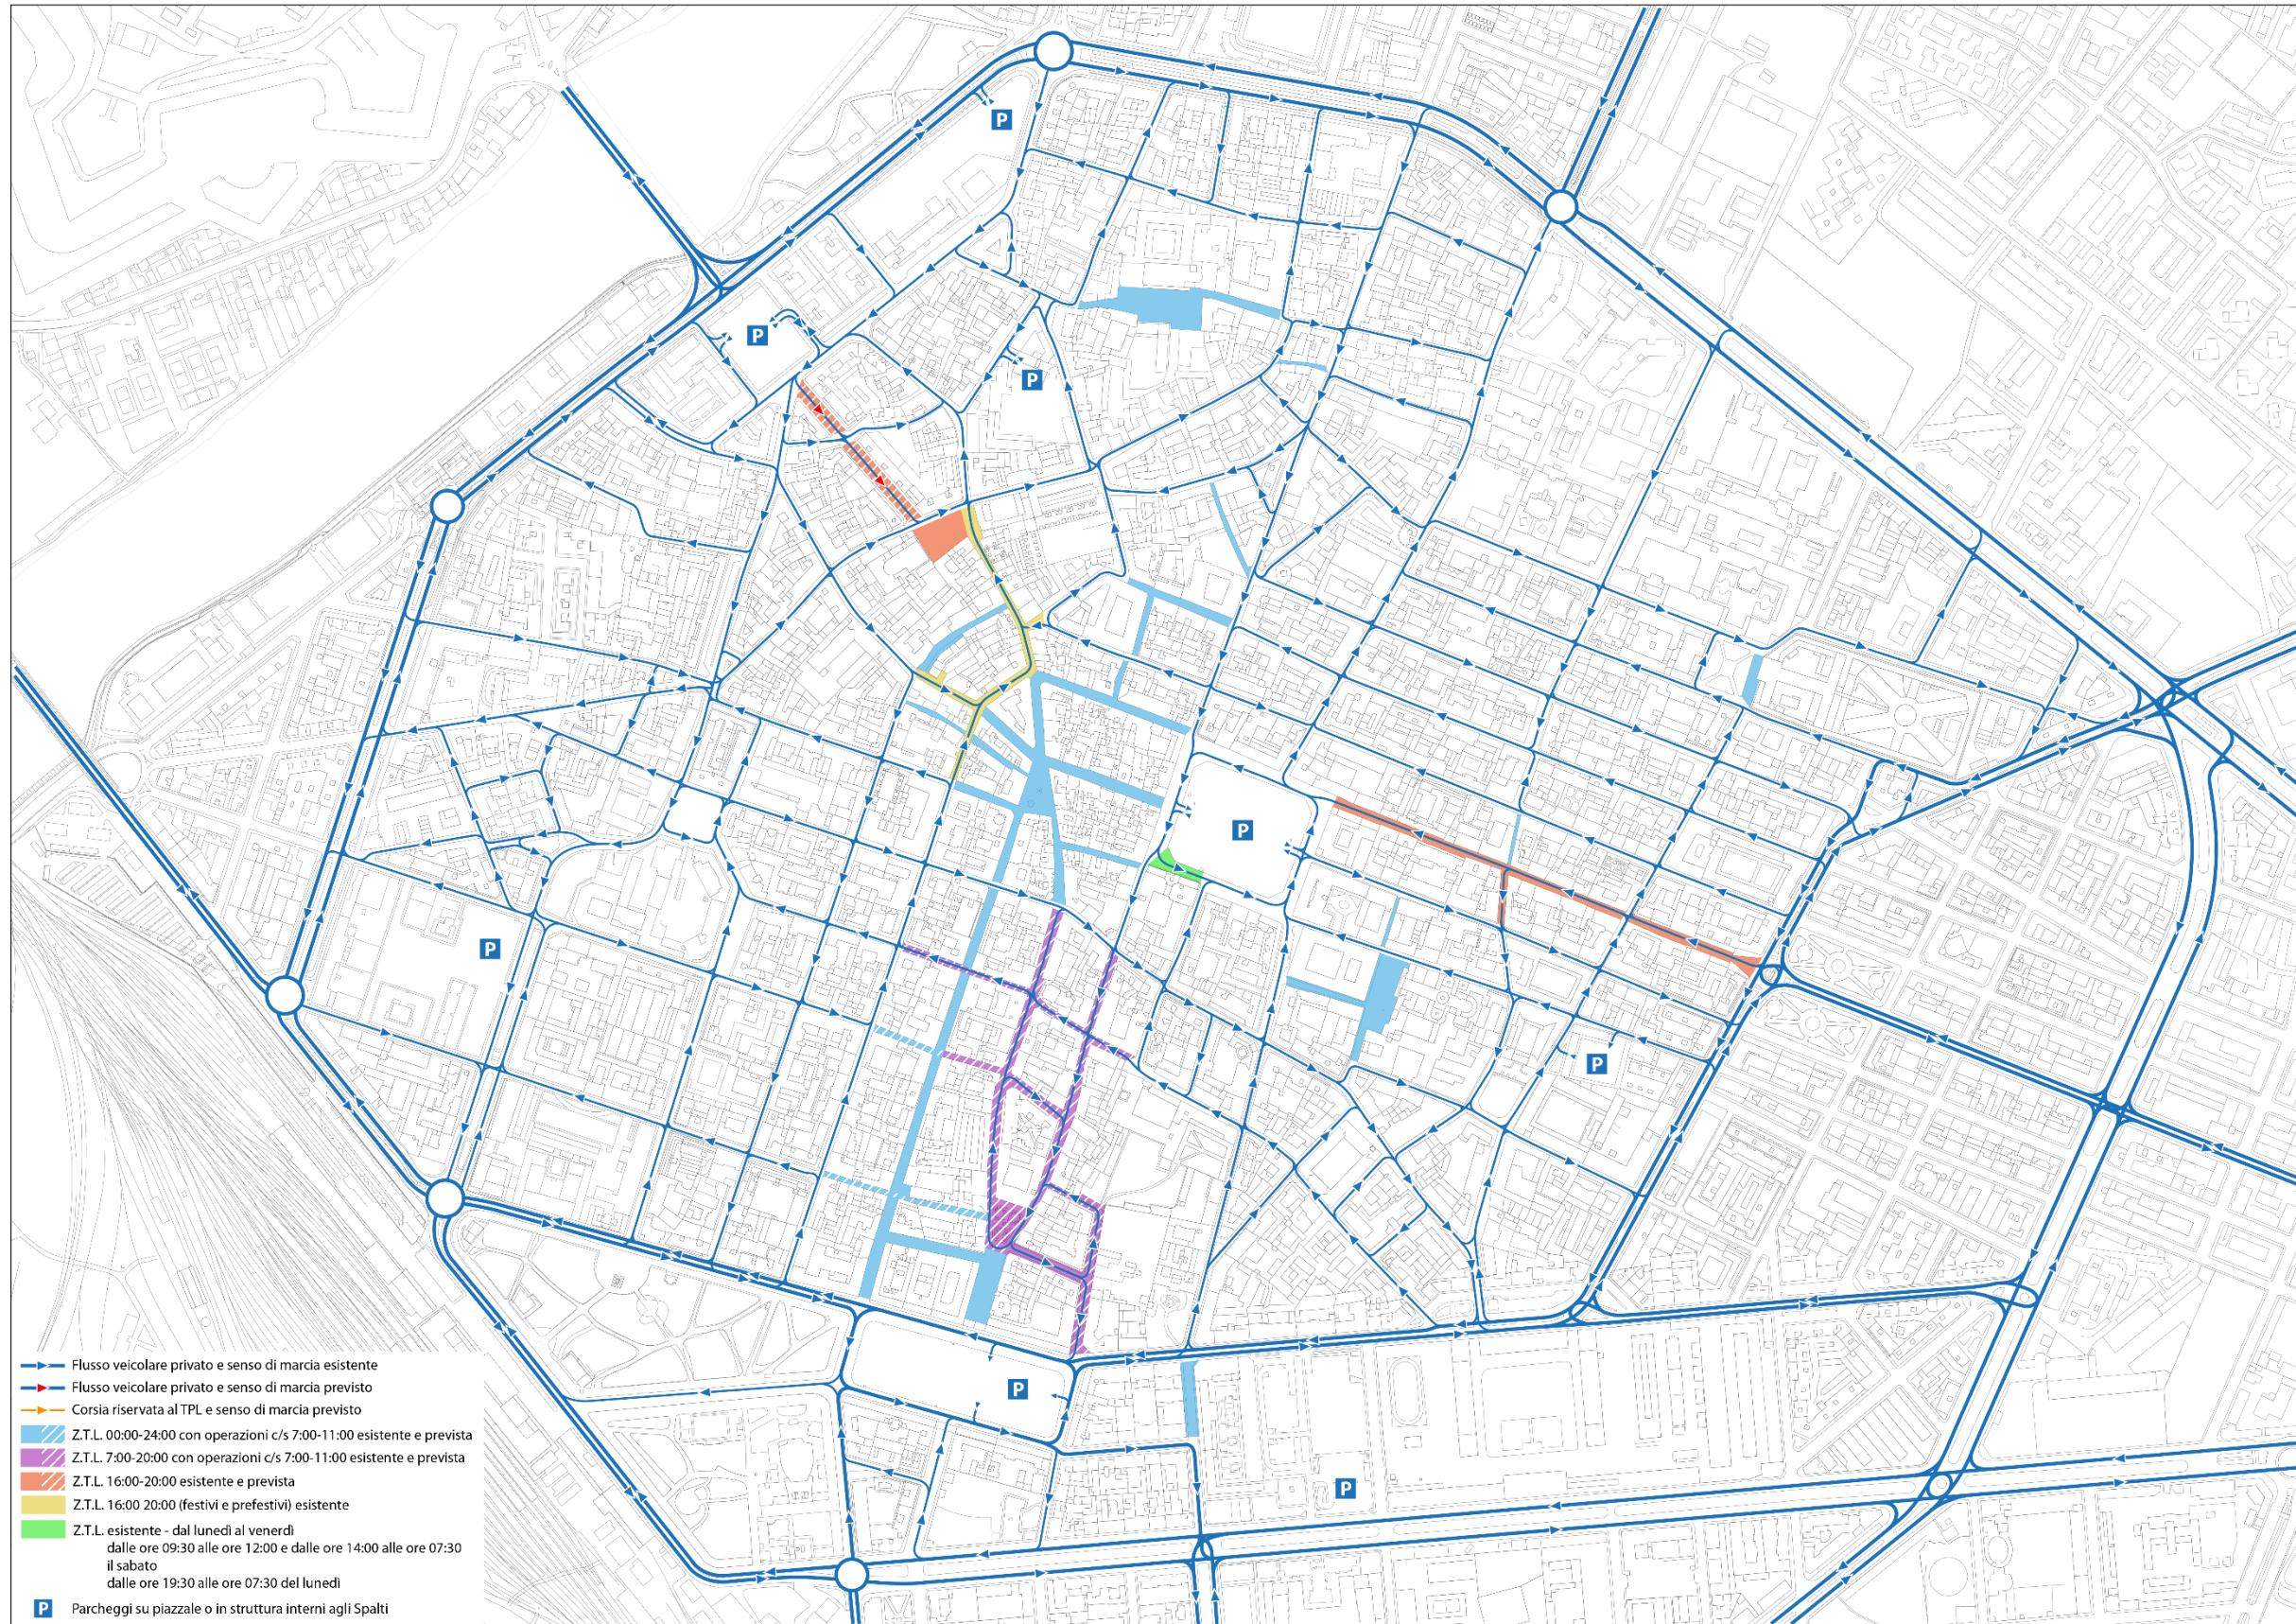 P
P
P
P
P
P
P
P
Flusso veicolare privato e senso di marcia esistente
Flusso veicolare privato e senso di marcia previsto
Corsia riservata al TPL e senso di marcia previsto
Z.T.L. 00:00-24:00 con operazioni c/s 7:00-11:00 esistente e prevista
Z.T.L. 7:00-20:00 con operazioni c/s 7:00-11:00 esistente e prevista
Z.T.L. 16:00-20:00 esistente e prevista
Z.T.L. 16:00 20:00 (festivi e prefestivi) esistente
Z.T.L. esistente - dal lunedì al venerdì
dalle ore 09:30 alle ore 12:00 e dalle ore 14:00 alle ore 07:30
il sabato
dalle ore 19:30 alle ore 07:30 del lunedì
P Parcheggi su piazzale o in struttura interni agli Spalti